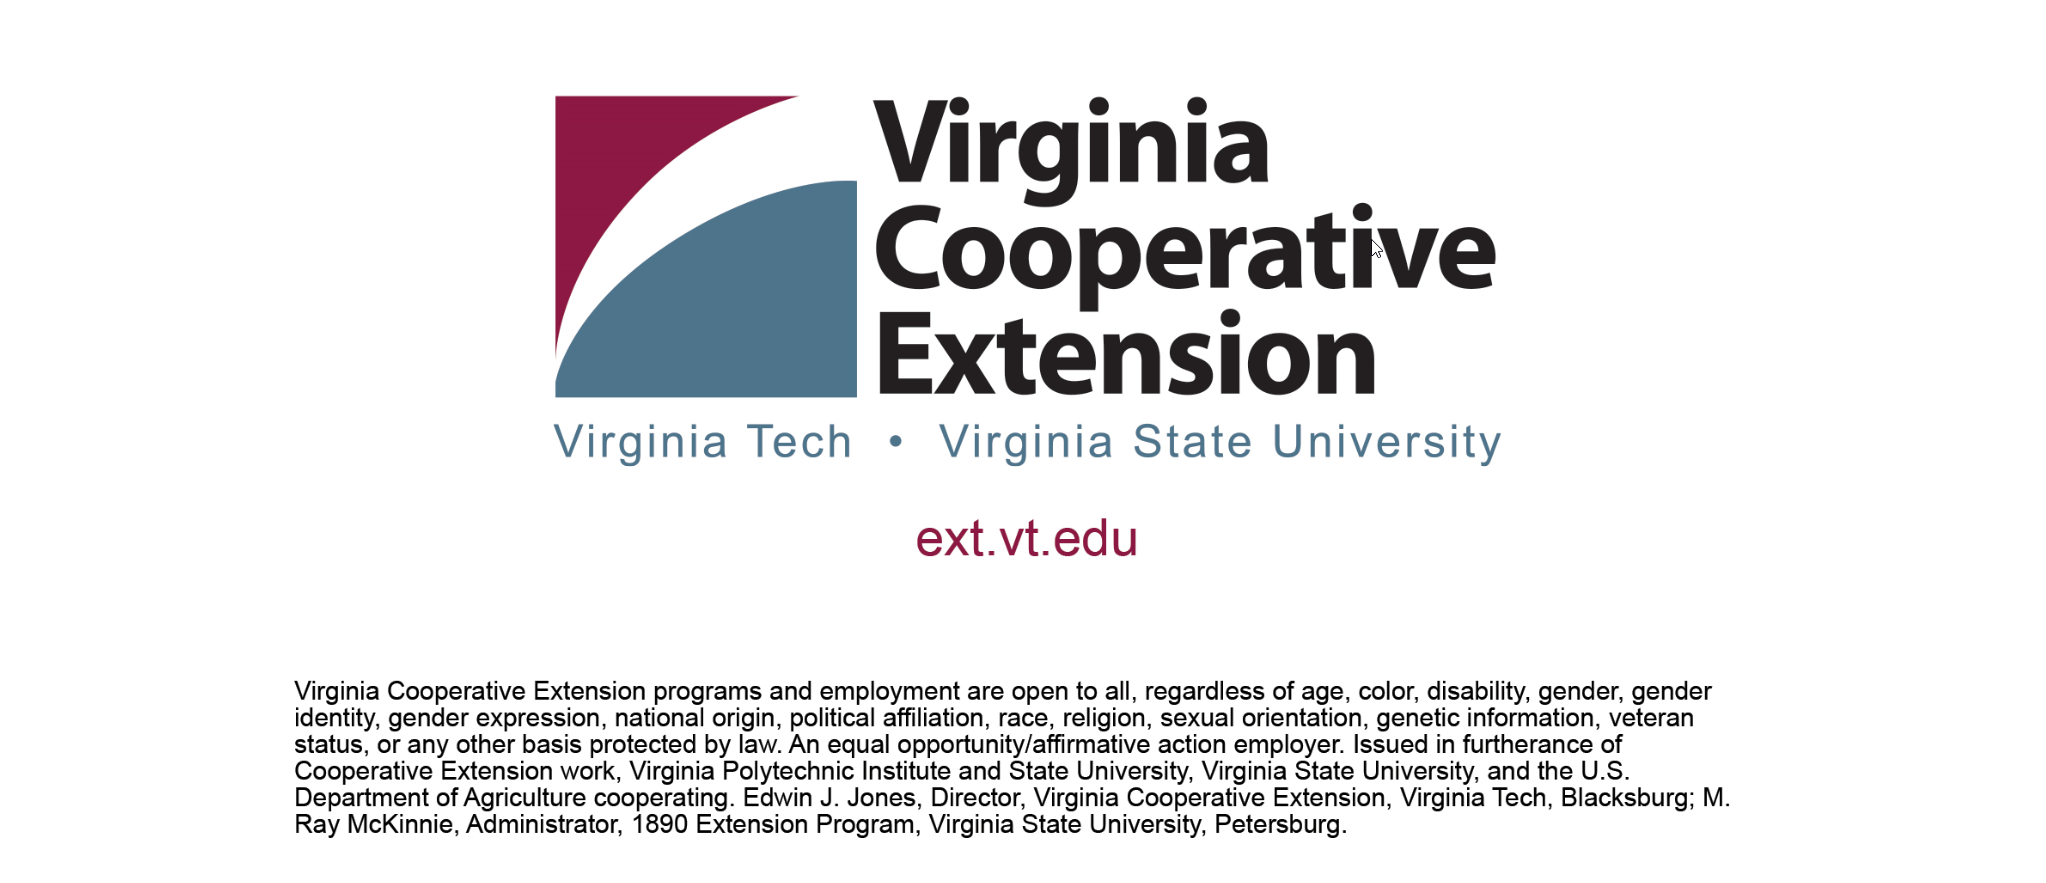 Virginia
Cooperative
Extension
Virginia Tech • Virginia State University
ext.vt.edu
Virginia Cooperative Extension programs and employment are open to all, regardless of age, color, disability, gender, gender
identity, gender expression, national origin, political affiliation, race, religion, sexual orientation, genetic information, veteran
status, or any other basis protected by law. An equal opportunity/affirmative action employer. Issued in furtherance of
Cooperative Extension work, Virginia Polytechnic Institute and State University, Virginia State University, and the U.S.
Department of Agriculture cooperating. Edwin J. Jones, Director, Virginia Cooperative Extension, Virginia Tech, Blacksburg; M.
Ray McKinnie, Administrator, 1890 Extension Program, Virginia State University, Petersburg.